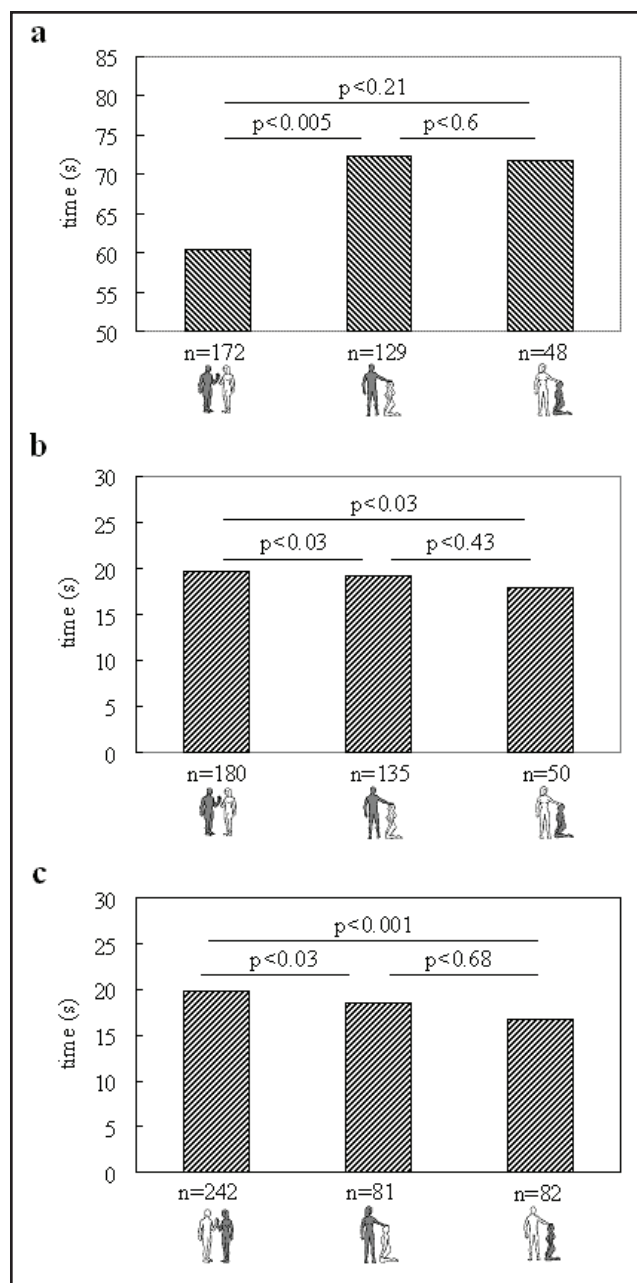 a
85
80
75
70
65
60
55
50
time (s)
p<0.21
p<0.005 p<0.6
n=172 n=129 n=48
b
30
25
20
15
10
5
0
time (s)
p<0.03
p<0.03 p<0.43
n=180 n=135 n=50
c
30
25
20
15
10
5
0
time (s)
p<0.001
p<0.03 p<0.68
n=242 n=81 n=82